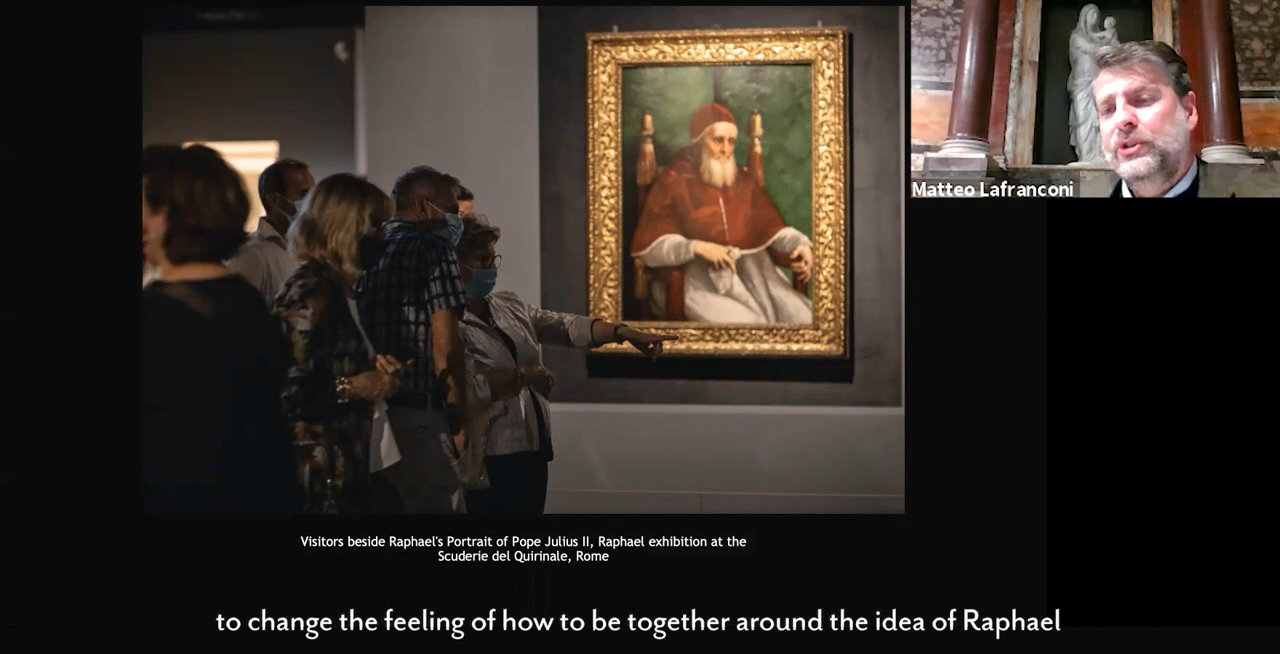 Matteo Lafranconi
Visitors beside Raphael's Portrait of Pope Julius II, Raphael exhibition at the
Scuderie del Quirinale, Rome
to change the feeling of how to be together around the idea of Raphael